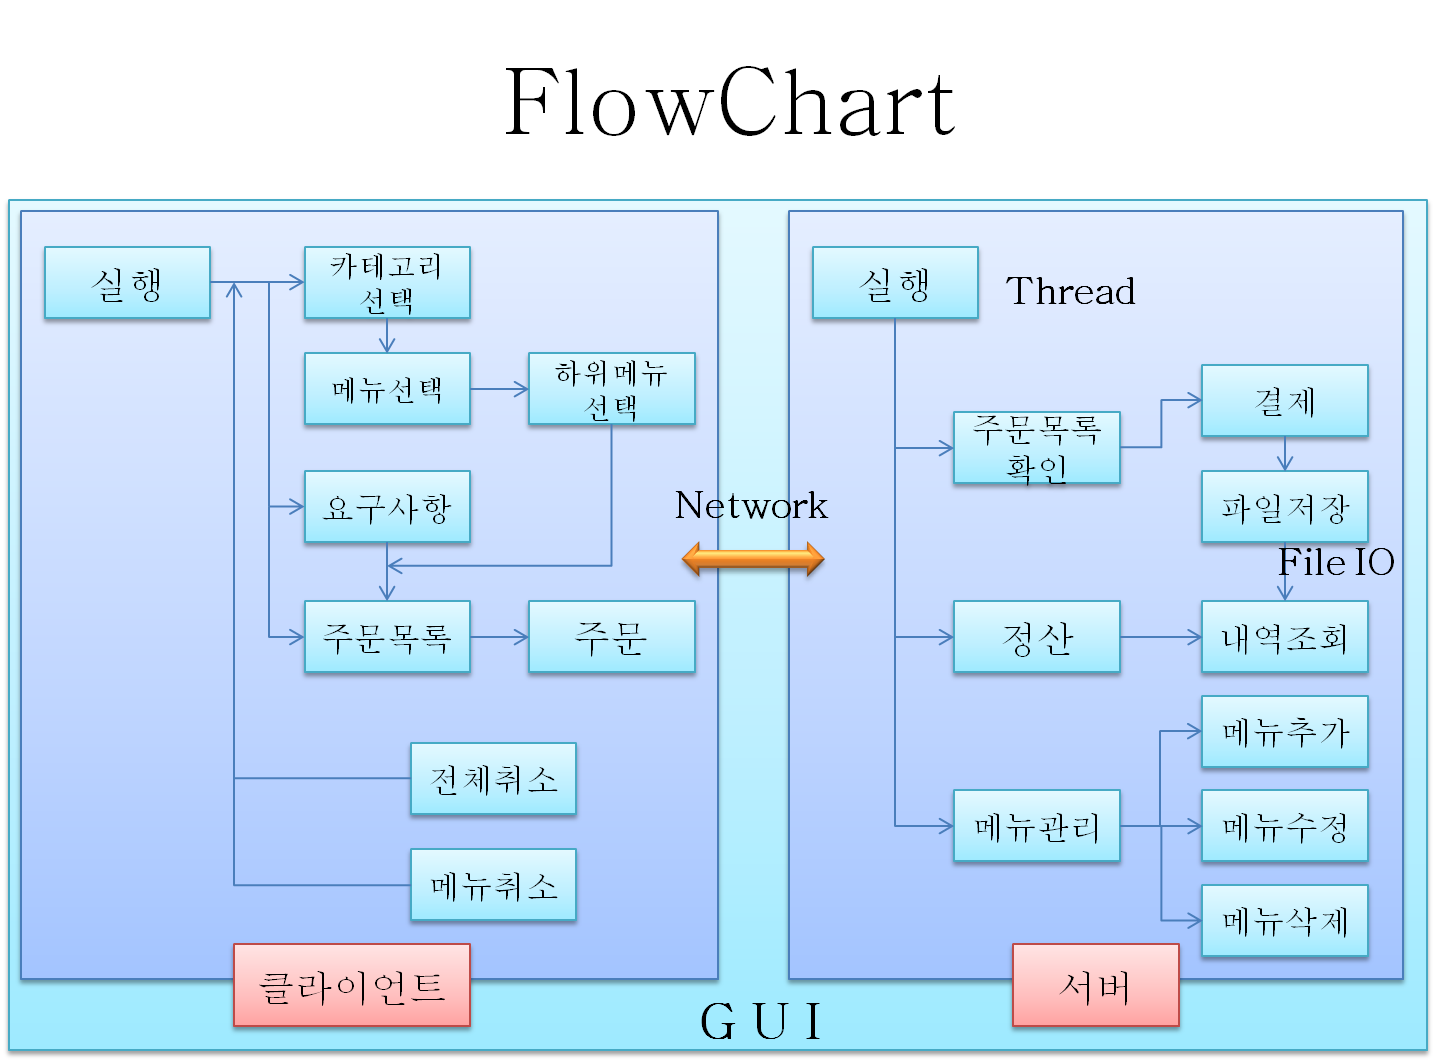 FlowChart
실행
카테고리
선택
메뉴선택
하위메뉴
선택
요구사항
주문목록
주문
전체취소
메뉴취소
클라이언트
Network
실행
Thread
주문목록
확인
결제
파일저장
File IO
정산
내역조회
메뉴추가
메뉴관리
메뉴수정
메뉴삭제
서버
G U I